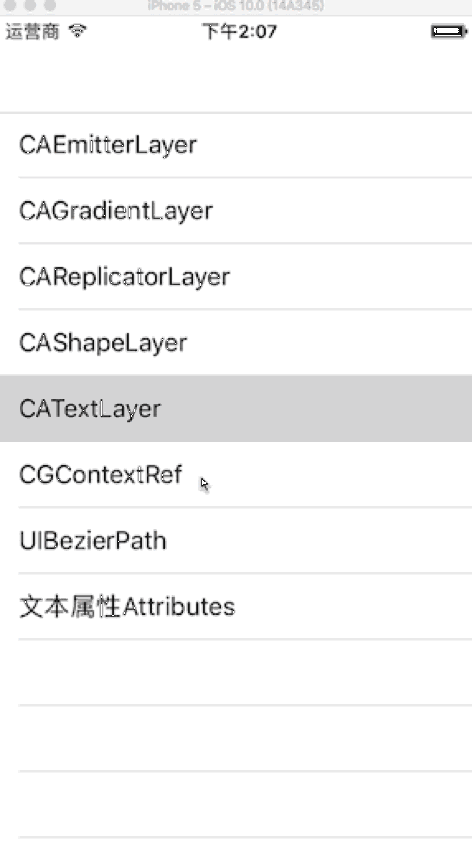 iPhone 5 – iOS 10.0 (14A345)
运营商 下午2:07
CAEmitterLayer
CAGradientLayer
CAReplicatorLayer
CAShapeLayer
CATextLayer
CGContextRef
UIBezierPath
文本属性Attributes